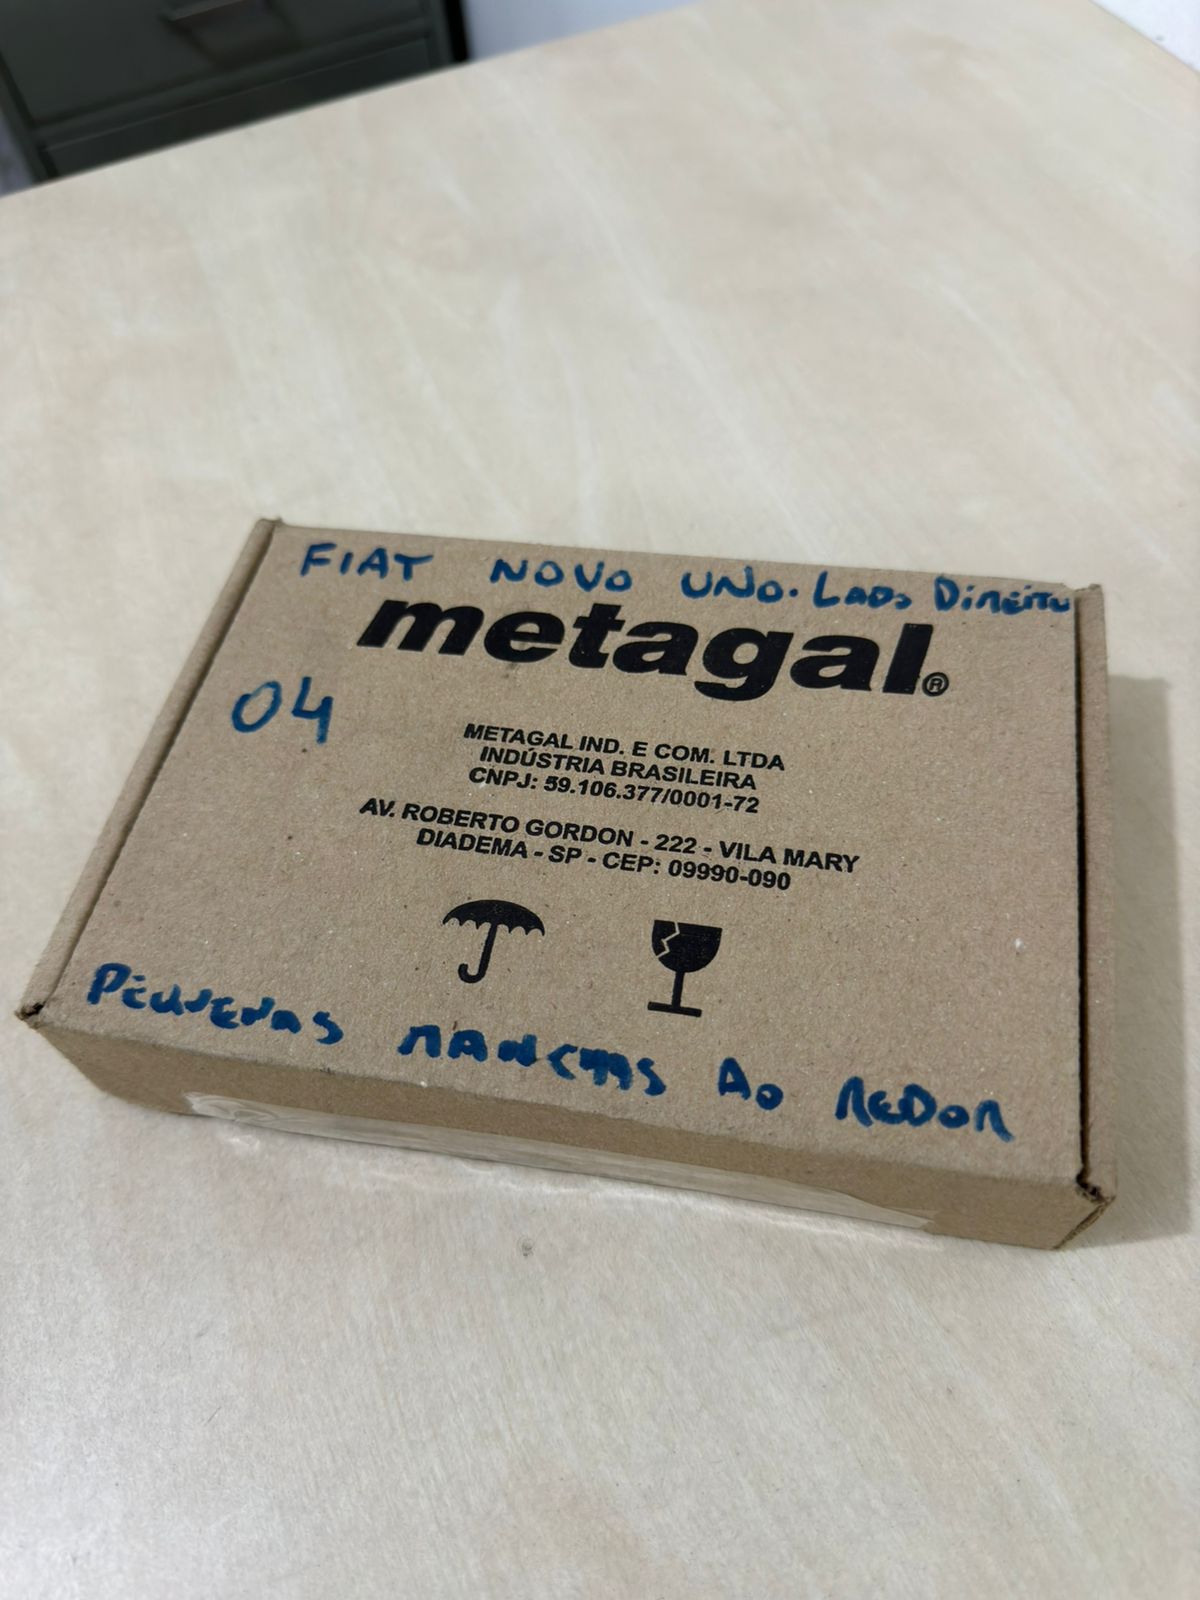 FIAT NOVO UNO. LADO DIREITO
metagal®
04
METAGAL IND. E COM. LTDA
INDÚSTRIA BRASILEIRA
CNPJ: 59.106.377/0001-72
AV. ROBERTO GORDON - 222 - VILA MARY
DIADEMA - SP - CEP: 09990-090
PEQUENAS MANCHAS AO REDOR